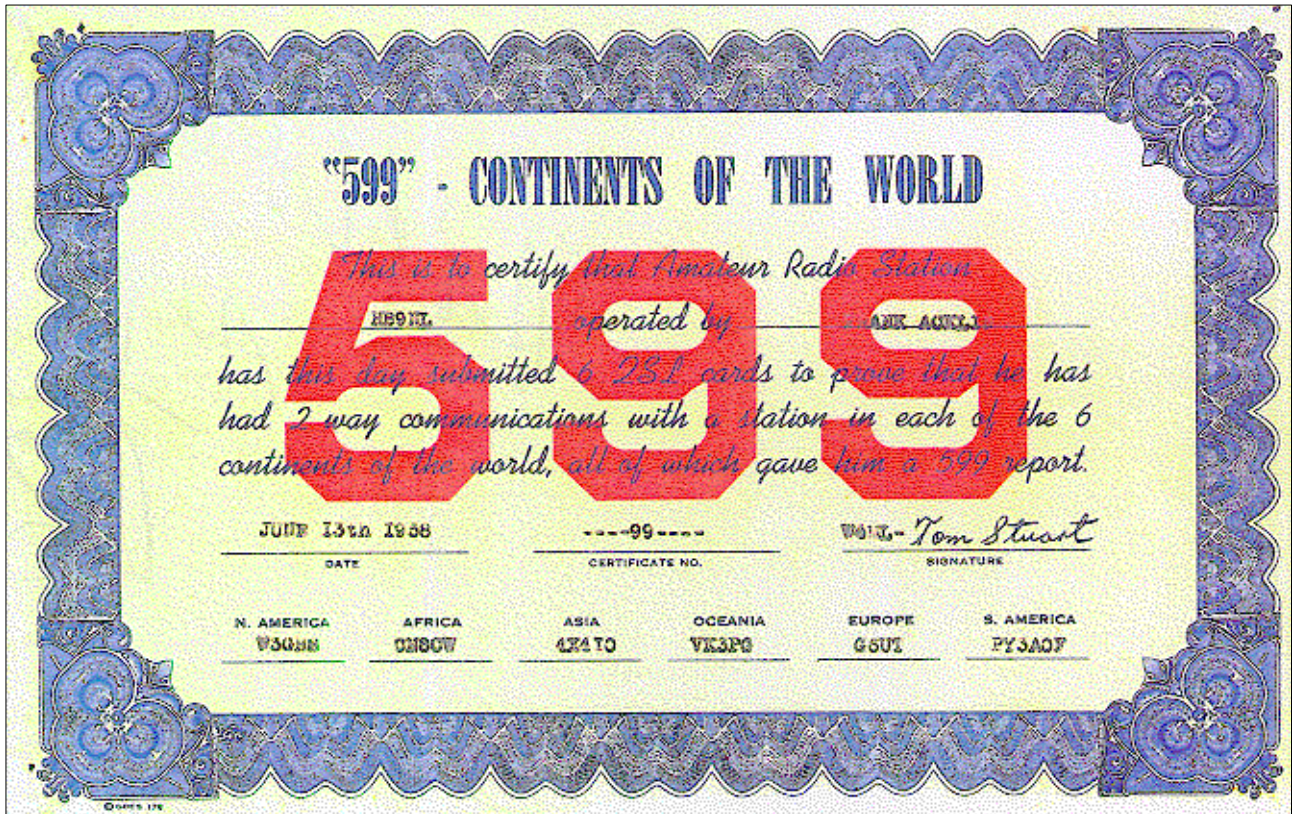 “599” - CONTINENTS OF THE WORLD
This is to certify that Amateur Radio Station
HB9NL operated by
has this day submitted 6 QSL cards to prove that he has
had 2-way communications with a station in each of the 6
continents of the world, all of which gave him a 599 report.
599
JUNE 13th 1958 ----99---- Tom Stuart
DATE CERTIFICATE NO. SIGNATURE
N. AMERICA AFRICA ASIA OCEANIA EUROPE S. AMERICA
4X4IO VK3PG G5UI PY3AOF